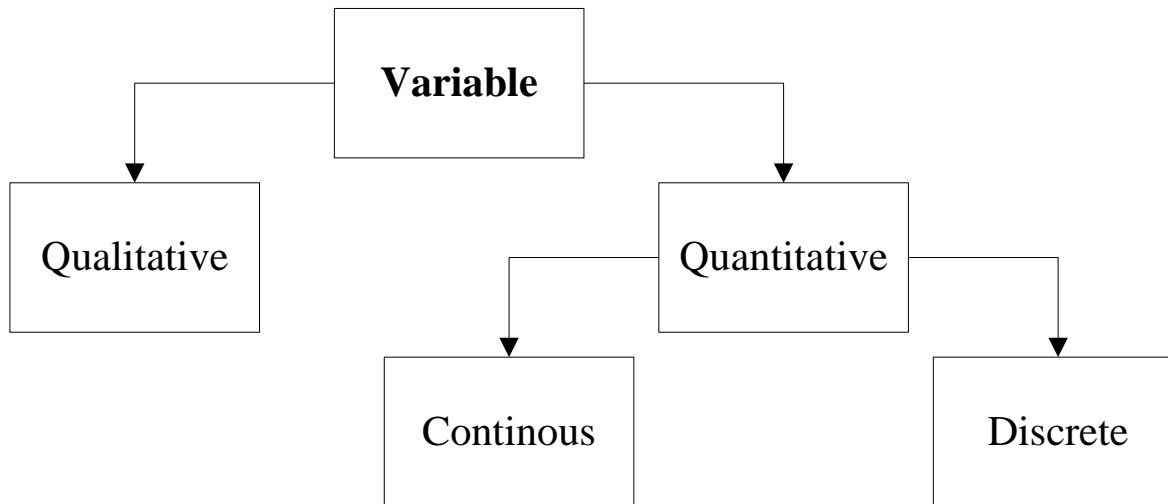 Variable
Qualitative
Quantitative
Continous
Discrete